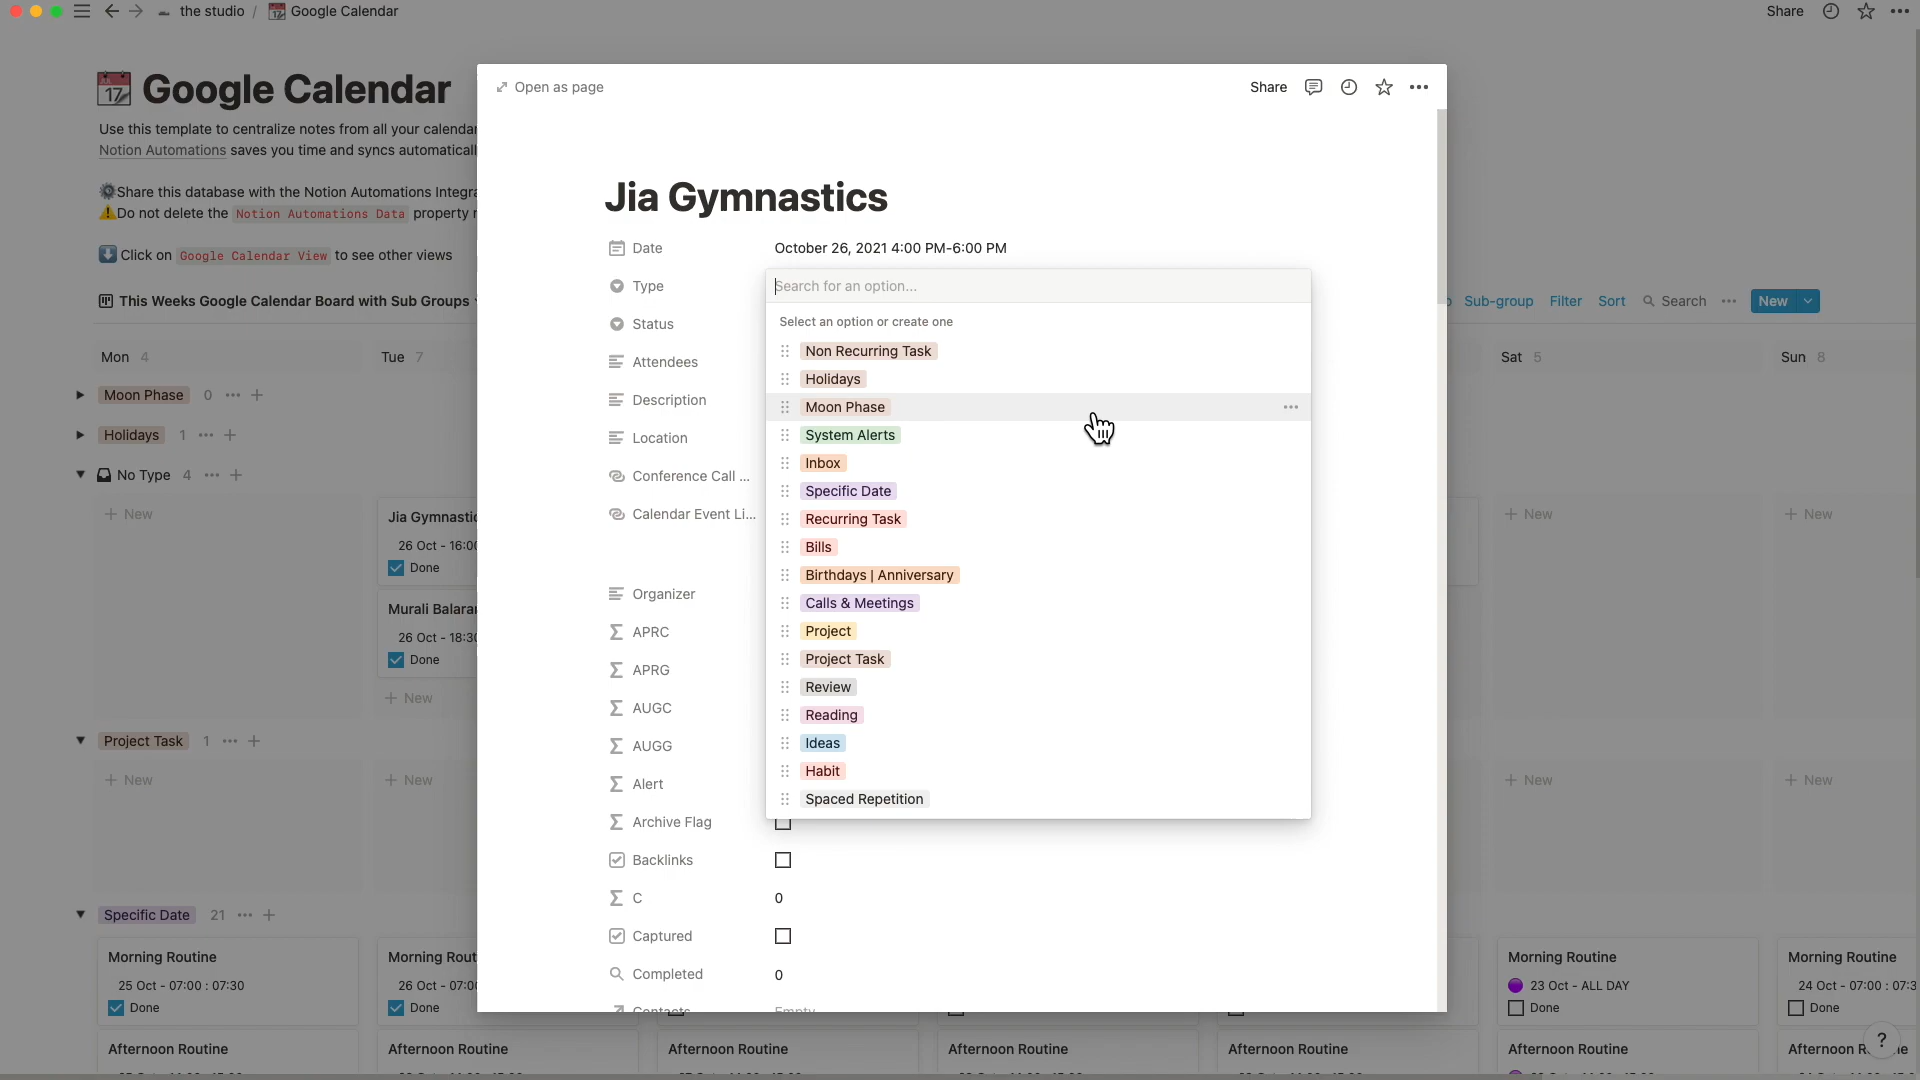 the studio / Google Calendar
Share
Google Calendar
Use this template to centralize notes from all your calendar
Notion Automations saves you time and syncs automaticall
Share this database with the Notion Automations Integra
Do not delete the Notion Automations Data property
Click on Google Calendar View to see other views
This Weeks Google Calendar Board with Sub Groups
Sub-group Filter Sort Search New
Mon 4
Tue 7
Sat 5
Sun 8
Moon Phase 0
Holidays 1
No Type 4
New
Jia Gymnastic
26 Oct - 16:00
Done
Murali Balara
26 Oct - 18:30
Done
New
New
New
Project Task 1
New
New
New
New
Specific Date 21
Morning Routine
25 Oct - 07:00 : 07:30
Done
Morning Rout
26 Oct - 07:0
Done
Morning Routine
23 Oct - ALL DAY
Done
Morning Routine
24 Oct - 07:00 : 07:3
Done
Afternoon Routine
Afternoon Routine
Afternoon Routine
Afternoon Routine
Afternoon Routine
Afternoon Routine
Afternoon
?
Open as page
Share
Jia Gymnastics
Date October 26, 2021 4:00 PM-6:00 PM
Type
Status
Attendees
Description
Location
Conference Call ...
Calendar Event Li...
Organizer
APRC
APRG
AUGC
AUGG
Alert
Archive Flag
Backlinks
C 0
Captured
Completed 0
Contacts Empty
Search for an option...
Select an option or create one
Non Recurring Task
Holidays
Moon Phase
System Alerts
Inbox
Specific Date
Recurring Task
Bills
Birthdays | Anniversary
Calls & Meetings
Project
Project Task
Review
Reading
Ideas
Habit
Spaced Repetition